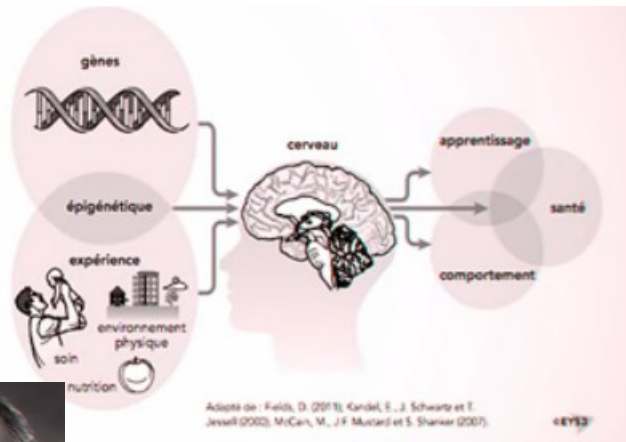 gènes
cerveau
apprentissage
épigénétique
santé
expérience
comportement
environnement
physique
soin
nutrition
Adapté de : Fields, D. (2011); Kandel, E., J. Schwartz et T.
Jessell (2000); McCain, M., J.F. Mustard et S. Shanker (2007).